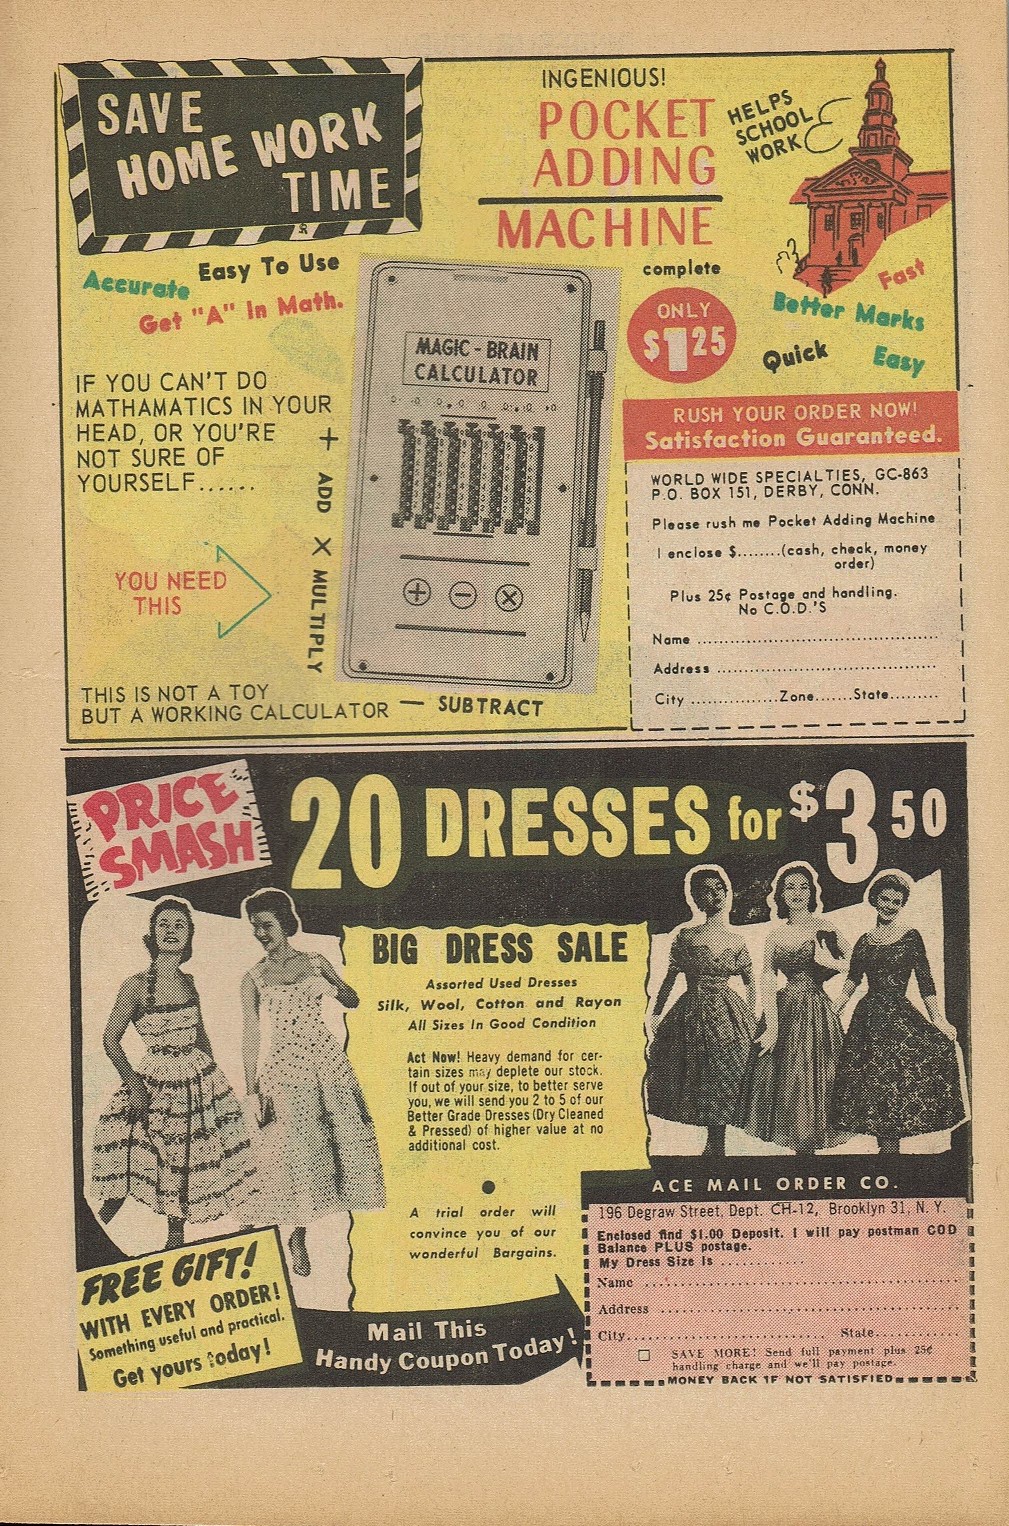 SAVE
HOME WORK
TIME
INGENIOUS!
POCKET
ADDING
MACHINE
HELPS
SCHOOL
WORK
Accurate
Easy To Use
Get "A" In Math.
complete
ONLY
$1 25
Fast
Better Marks
Quick
Easy
IF YOU CAN'T DO
MATHAMATICS IN YOUR
HEAD, OR YOU'RE
NOT SURE OF
YOURSELF......
YOU NEED
THIS
+ ADD X MULTIPLY
MAGIC - BRAIN
CALCULATOR
+ − X
THIS IS NOT A TOY
BUT A WORKING CALCULATOR
— SUBTRACT
RUSH YOUR ORDER NOW!
Satisfaction Guaranteed.
WORLD WIDE SPECIALTIES, GC-863
P.O. BOX 151, DERBY, CONN.
Please rush me Pocket Adding Machine
I enclose $........(cash, check, money
order)
Plus 25¢ Postage and handling.
No C.O.D.'S
Name ........................................
Address ....................................
City ...............Zone.......State.........
PRICE
SMASH
20 DRESSES for $3 50
BIG DRESS SALE
Assorted Used Dresses
Silk, Wool, Cotton and Rayon
All Sizes In Good Condition
Act Now! Heavy demand for cer-
tain sizes may deplete our stock.
If out of your size, to better serve
you, we will send you 2 to 5 of our
Better Grade Dresses (Dry Cleaned
& Pressed) of higher value at no
additional cost.
A trial order will
convince you of our
wonderful Bargains.
FREE GIFT!
WITH EVERY ORDER!
Something useful and practical.
Get yours today!
Mail This
Handy Coupon Today!
ACE MAIL ORDER CO.
196 Degraw Street, Dept. CH-12, Brooklyn 31, N. Y.
Enclosed find $1.00 Deposit. I will pay postman COD
Balance PLUS postage.
My Dress Size is ............
Name ..............................................
Address ...........................................
City............................ State............
SAVE MORE! Send full payment plus 25¢
handling charge and we'll pay postage.
MONEY BACK IF NOT SATISFIED